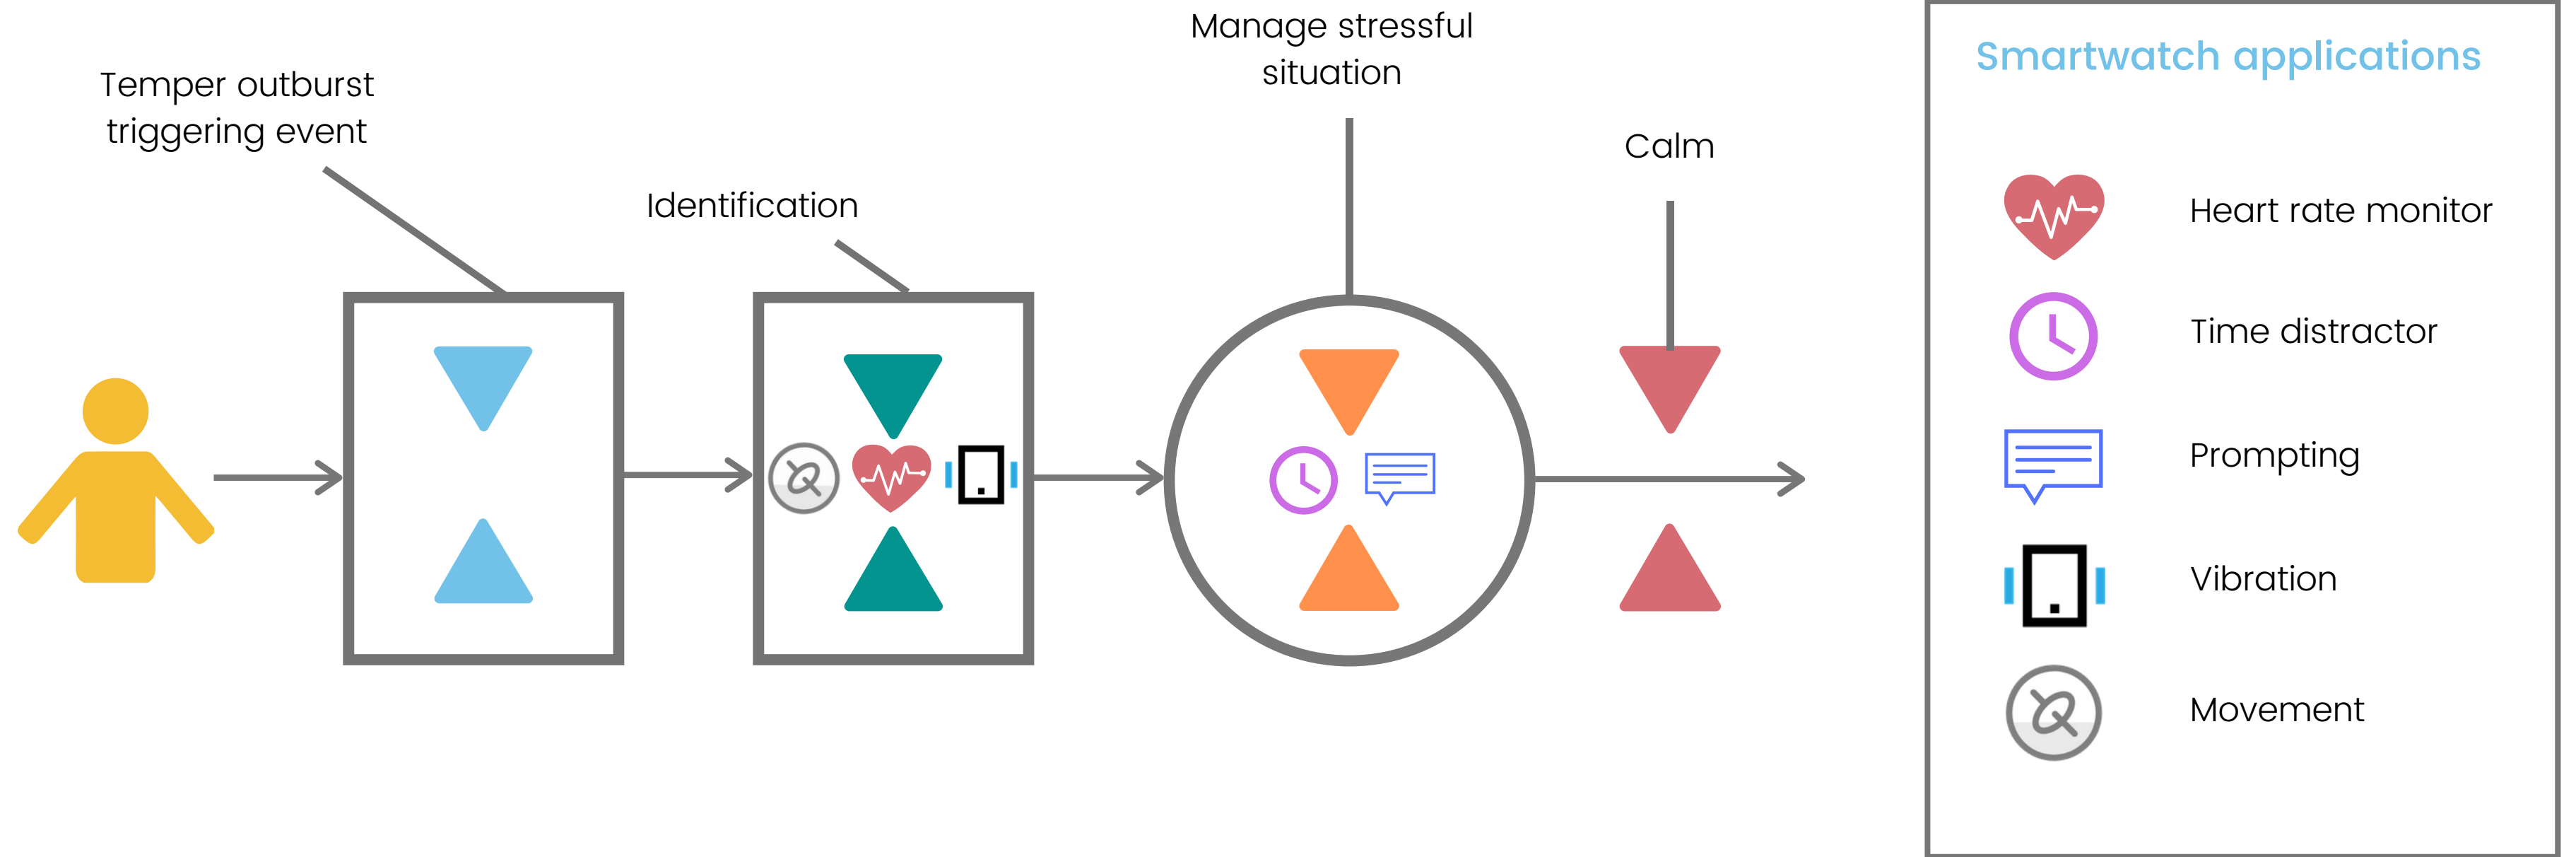 Temper outburst
triggering event
Identification
Manage stressful
situation
Calm
Smartwatch applications
Heart rate monitor
Time distractor
Prompting
Vibration
Movement